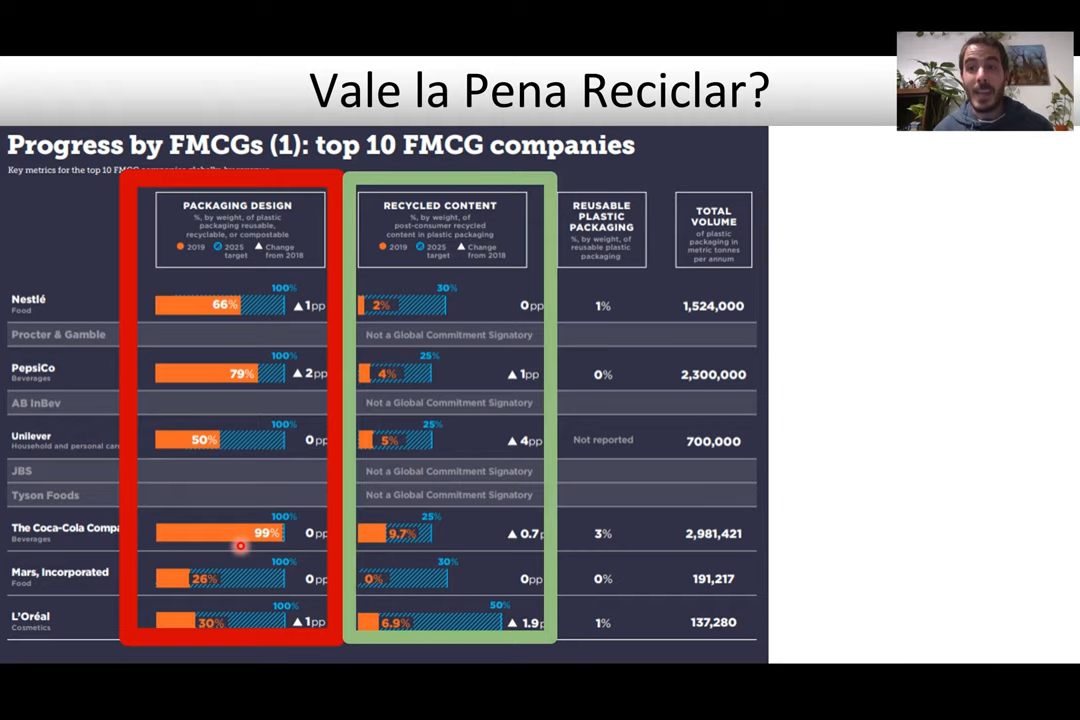 Vale la Pena Reciclar?
Progress by FMCGs (1): top 10 FMCG companies
Key metrics for the top 10 FMCG companies globally by revenue
PACKAGING DESIGN
%, by weight, of plastic
packaging reusable,
recyclable, or compostable
2019 2025 target Change from 2018
RECYCLED CONTENT
%, by weight, of
post-consumer recycled
content in plastic packaging
2019 2025 target Change from 2018
REUSABLE
PLASTIC
PACKAGING
%, by weight, of
reusable plastic
packaging
TOTAL
VOLUME
of plastic
packaging in
metric tonnes
per annum
100% 30%
Nestlé 66% ▲1pp 2% 0pp 1% 1,524,000
Food
Procter & Gamble Not a Global Commitment Signatory
100% 25%
PepsiCo 79% ▲2pp 4% ▲1pp 0% 2,300,000
Beverages
AB InBev Not a Global Commitment Signatory
100% 25%
Unilever 50% 0pp 5% ▲4pp Not reported 700,000
Household and personal car
JBS Not a Global Commitment Signatory
Tyson Foods Not a Global Commitment Signatory
100% 25%
The Coca-Cola Compa 99% 0pp 9.7% ▲0.7p 3% 2,981,421
Beverages
100% 30%
Mars, Incorporated 26% 0pp 0% 0pp 0% 191,217
Food
100% 50%
L'Oréal 30% ▲1pp 6.9% ▲1.9p 1% 137,280
Cosmetics